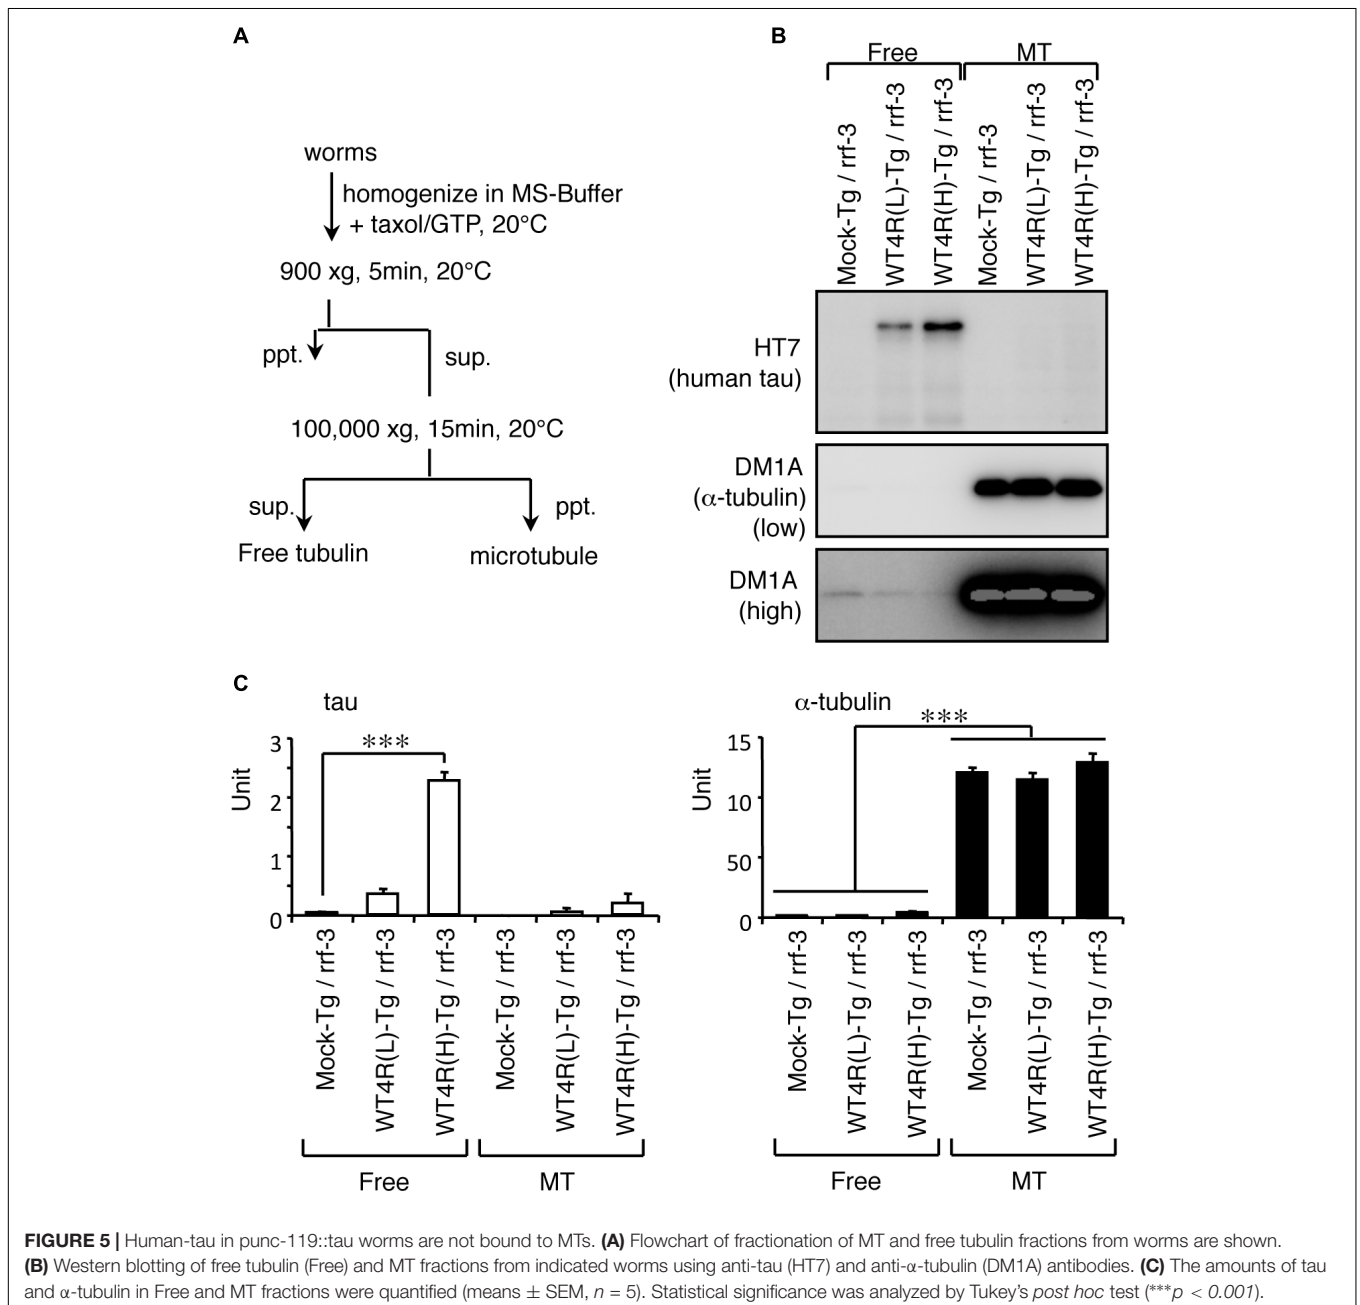 A
worms
homogenize in MS-Buffer
+ taxol/GTP, 20°C
900 xg, 5min, 20°C
ppt.
sup.
100,000 xg, 15min, 20°C
sup.
ppt.
Free tubulin
microtubule
B
Free
MT
Mock-Tg / rrf-3
WT4R(L)-Tg / rrf-3
WT4R(H)-Tg / rrf-3
Mock-Tg / rrf-3
WT4R(L)-Tg / rrf-3
WT4R(H)-Tg / rrf-3
HT7
(human tau)
DM1A
(α-tubulin)
(low)
DM1A
(high)
C
tau
***
Unit
3
2
1
0
Mock-Tg / rrf-3
WT4R(L)-Tg / rrf-3
WT4R(H)-Tg / rrf-3
Mock-Tg / rrf-3
WT4R(L)-Tg / rrf-3
WT4R(H)-Tg / rrf-3
Free
MT
α-tubulin
***
Unit
15
10
50
0
Mock-Tg / rrf-3
WT4R(L)-Tg / rrf-3
WT4R(H)-Tg / rrf-3
Mock-Tg / rrf-3
WT4R(L)-Tg / rrf-3
WT4R(H)-Tg / rrf-3
Free
MT
FIGURE 5 | Human-tau in punc-119::tau worms are not bound to MTs. (A) Flowchart of fractionation of MT and free tubulin fractions from worms are shown.
(B) Western blotting of free tubulin (Free) and MT fractions from indicated worms using anti-tau (HT7) and anti-α-tubulin (DM1A) antibodies. (C) The amounts of tau
and α-tubulin in Free and MT fractions were quantified (means ± SEM, n = 5). Statistical significance was analyzed by Tukey's post hoc test (***p < 0.001).